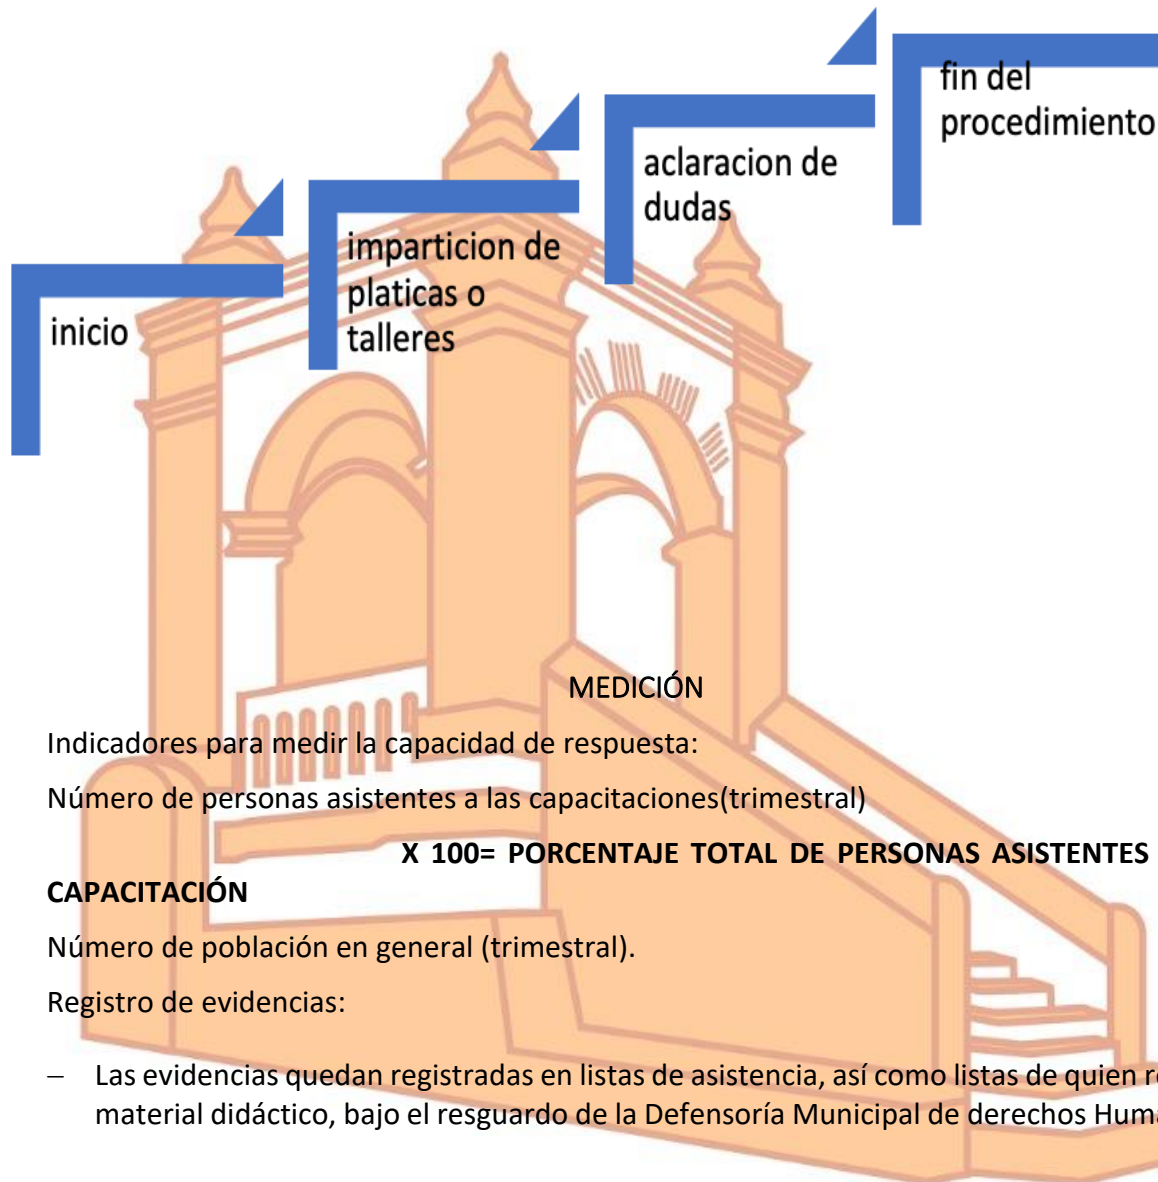 inicio
imparticion de
platicas o
talleres
aclaracion de
dudas
fin del
procedimiento
MEDICIÓN
Indicadores para medir la capacidad de respuesta:
Número de personas asistentes a las capacitaciones(trimestral)
X 100= PORCENTAJE TOTAL DE PERSONAS ASISTENTES
CAPACITACIÓN
Número de población en general (trimestral).
Registro de evidencias:
– Las evidencias quedan registradas en listas de asistencia, así como listas de quien
material didáctico, bajo el resguardo de la Defensoría Municipal de derechos